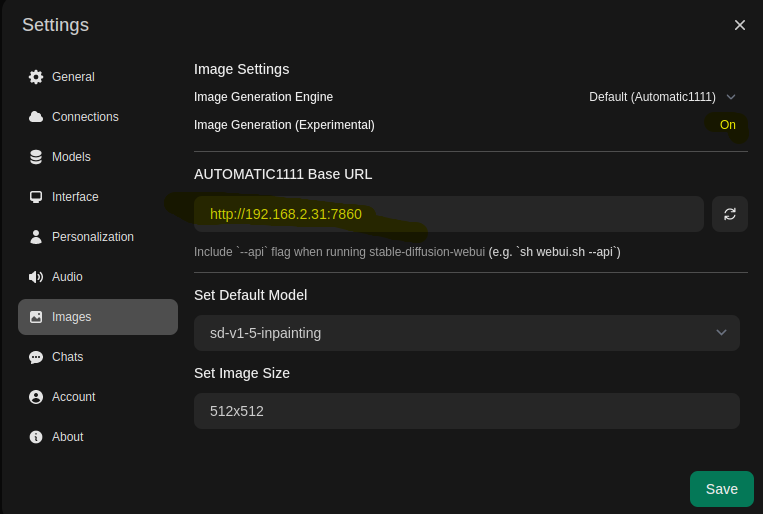 Settings
General
Connections
Models
Interface
Personalization
Audio
Images
Chats
Account
About
Image Settings
Image Generation Engine Default (Automatic1111)
Image Generation (Experimental) On
AUTOMATIC1111 Base URL
http://192.168.2.31:7860
Include `--api` flag when running stable-diffusion-webui (e.g. `sh webui.sh --api`)
Set Default Model
sd-v1-5-inpainting
Set Image Size
512x512
Save